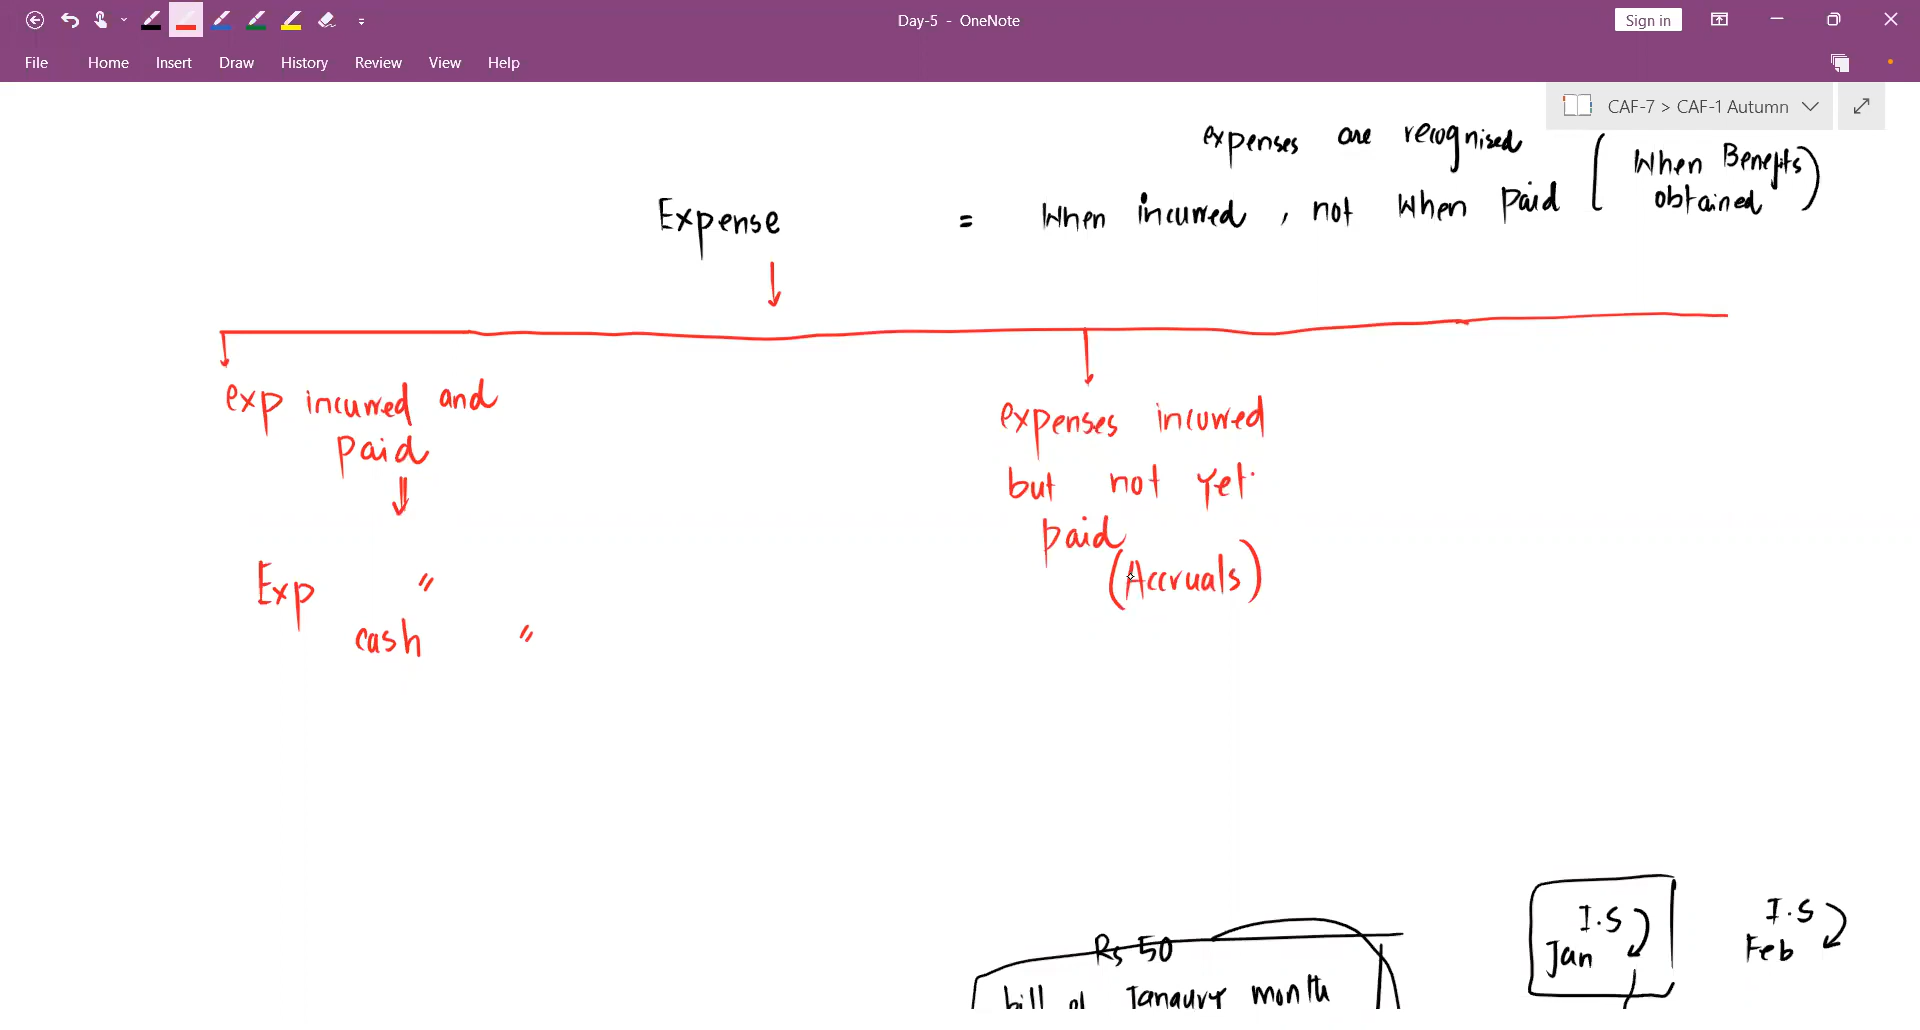 Day-5 - OneNote
Sign in
File Home Insert Draw History Review View Help
CAF-7 > CAF-1 Autumn
expenses are recognised
Expense = When incurred, not when paid (When Benefits obtained)
exp incurred and
paid
Exp "
cash "
expenses incurred
but not yet
paid
(Accruals)
Rs 50
bill of Janaury month
I.S
Jan
I.S
Feb